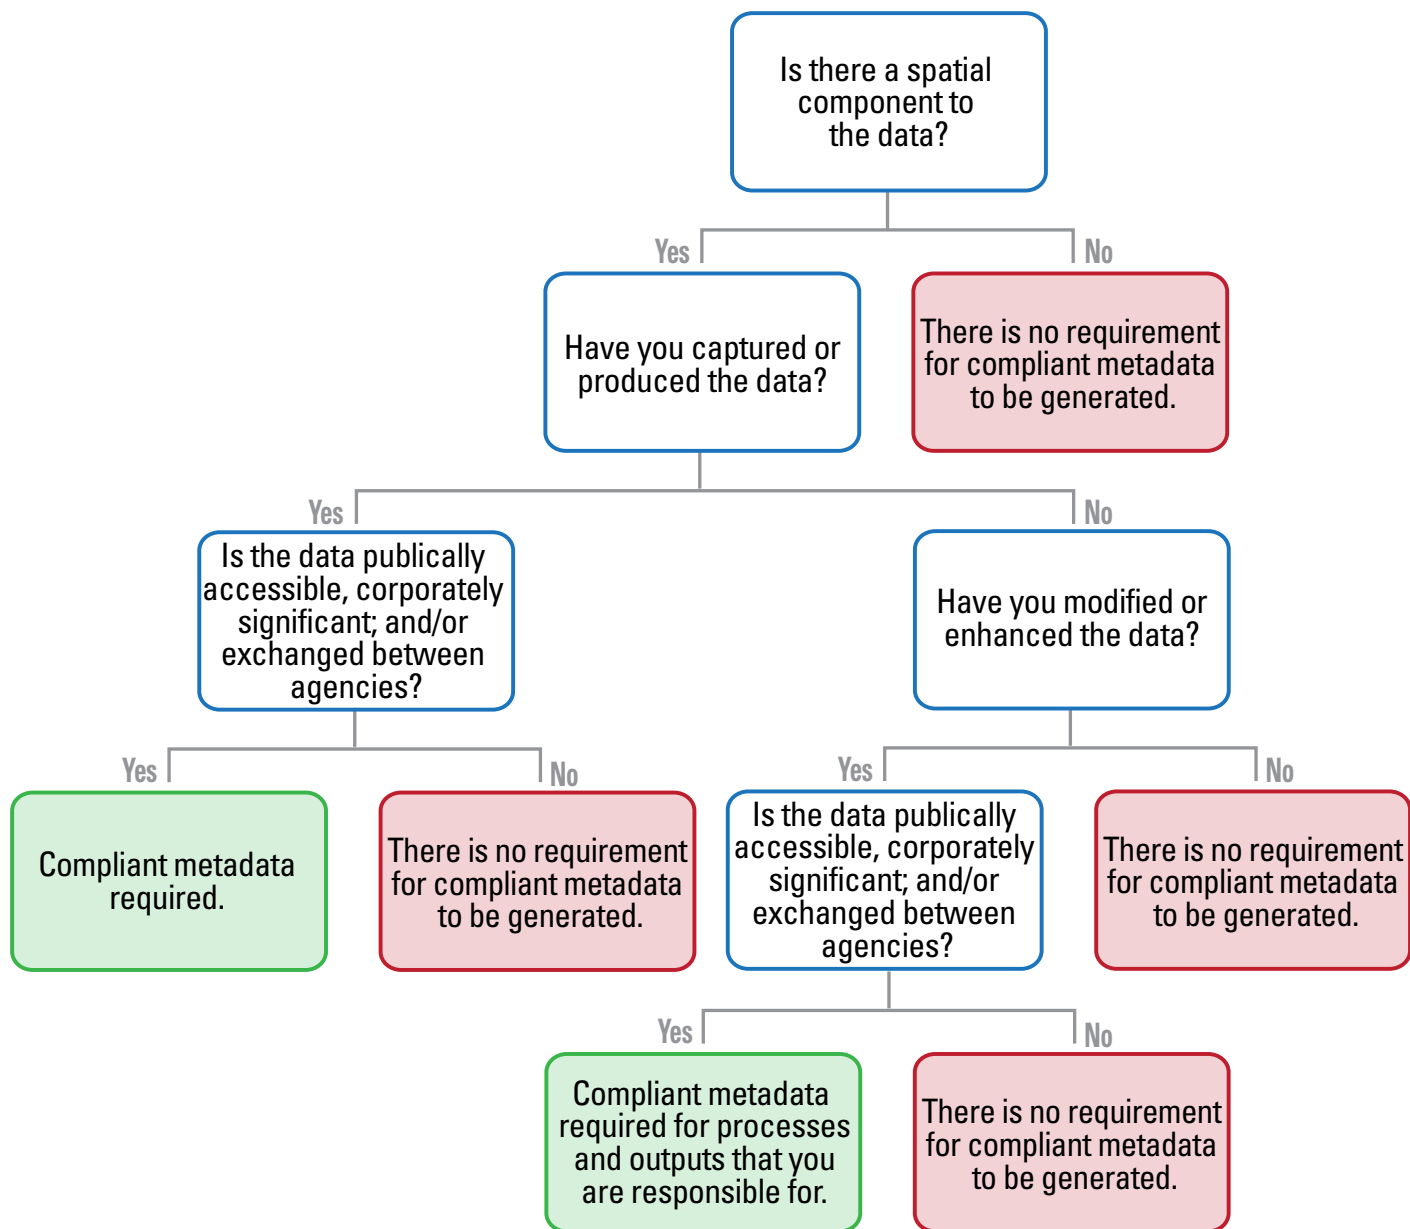 Is there a spatial
component to
the data?
Yes
No
Have you captured or
produced the data?
There is no requirement
for compliant metadata
to be generated.
Yes
No
Is the data publically
accessible, corporately
significant; and/or
exchanged between
agencies?
Have you modified or
enhanced the data?
Yes
No
Yes
No
Compliant metadata
required.
There is no requirement
for compliant metadata
to be generated.
Is the data publically
accessible, corporately
significant; and/or
exchanged between
agencies?
There is no requirement
for compliant metadata
to be generated.
Yes
No
Compliant metadata
required for processes
and outputs that you
are responsible for.
There is no requirement
for compliant metadata
to be generated.